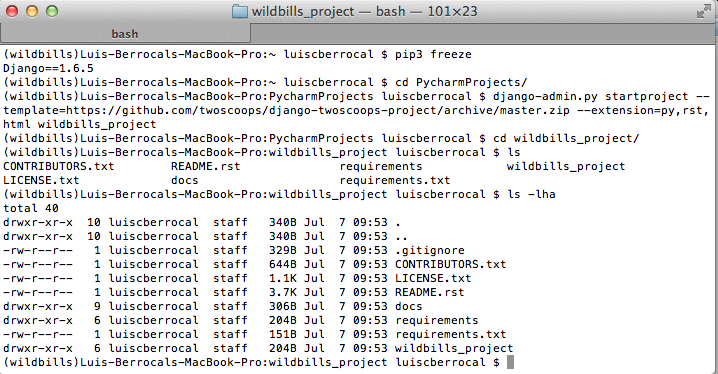 wildbills_project — bash — 101×23
bash
(wildbills)Luis-Berrocals-MacBook-Pro:~ luiscberrocal $ pip3 freeze
Django==1.6.5
(wildbills)Luis-Berrocals-MacBook-Pro:~ luiscberrocal $ cd PycharmProjects/
(wildbills)Luis-Berrocals-MacBook-Pro:PycharmProjects luiscberrocal $ django-admin.py startproject --
template=https://github.com/twoscoops/django-twoscoops-project/archive/master.zip --extension=py,rst,
html wildbills_project
(wildbills)Luis-Berrocals-MacBook-Pro:PycharmProjects luiscberrocal $ cd wildbills_project/
(wildbills)Luis-Berrocals-MacBook-Pro:wildbills_project luiscberrocal $ ls
CONTRIBUTORS.txt README.rst requirements wildbills_project
LICENSE.txt docs requirements.txt
(wildbills)Luis-Berrocals-MacBook-Pro:wildbills_project luiscberrocal $ ls -lha
total 40
drwxr-xr-x 10 luiscberrocal staff 340B Jul 7 09:53 .
drwxr-xr-x 10 luiscberrocal staff 340B Jul 7 09:53 ..
-rw-r--r-- 1 luiscberrocal staff 329B Jul 7 09:53 .gitignore
-rw-r--r-- 1 luiscberrocal staff 644B Jul 7 09:53 CONTRIBUTORS.txt
-rw-r--r-- 1 luiscberrocal staff 1.1K Jul 7 09:53 LICENSE.txt
-rw-r--r-- 1 luiscberrocal staff 3.7K Jul 7 09:53 README.rst
drwxr-xr-x 9 luiscberrocal staff 306B Jul 7 09:53 docs
drwxr-xr-x 6 luiscberrocal staff 204B Jul 7 09:53 requirements
-rw-r--r-- 1 luiscberrocal staff 151B Jul 7 09:53 requirements.txt
drwxr-xr-x 6 luiscberrocal staff 204B Jul 7 09:53 wildbills_project
(wildbills)Luis-Berrocals-MacBook-Pro:wildbills_project luiscberrocal $